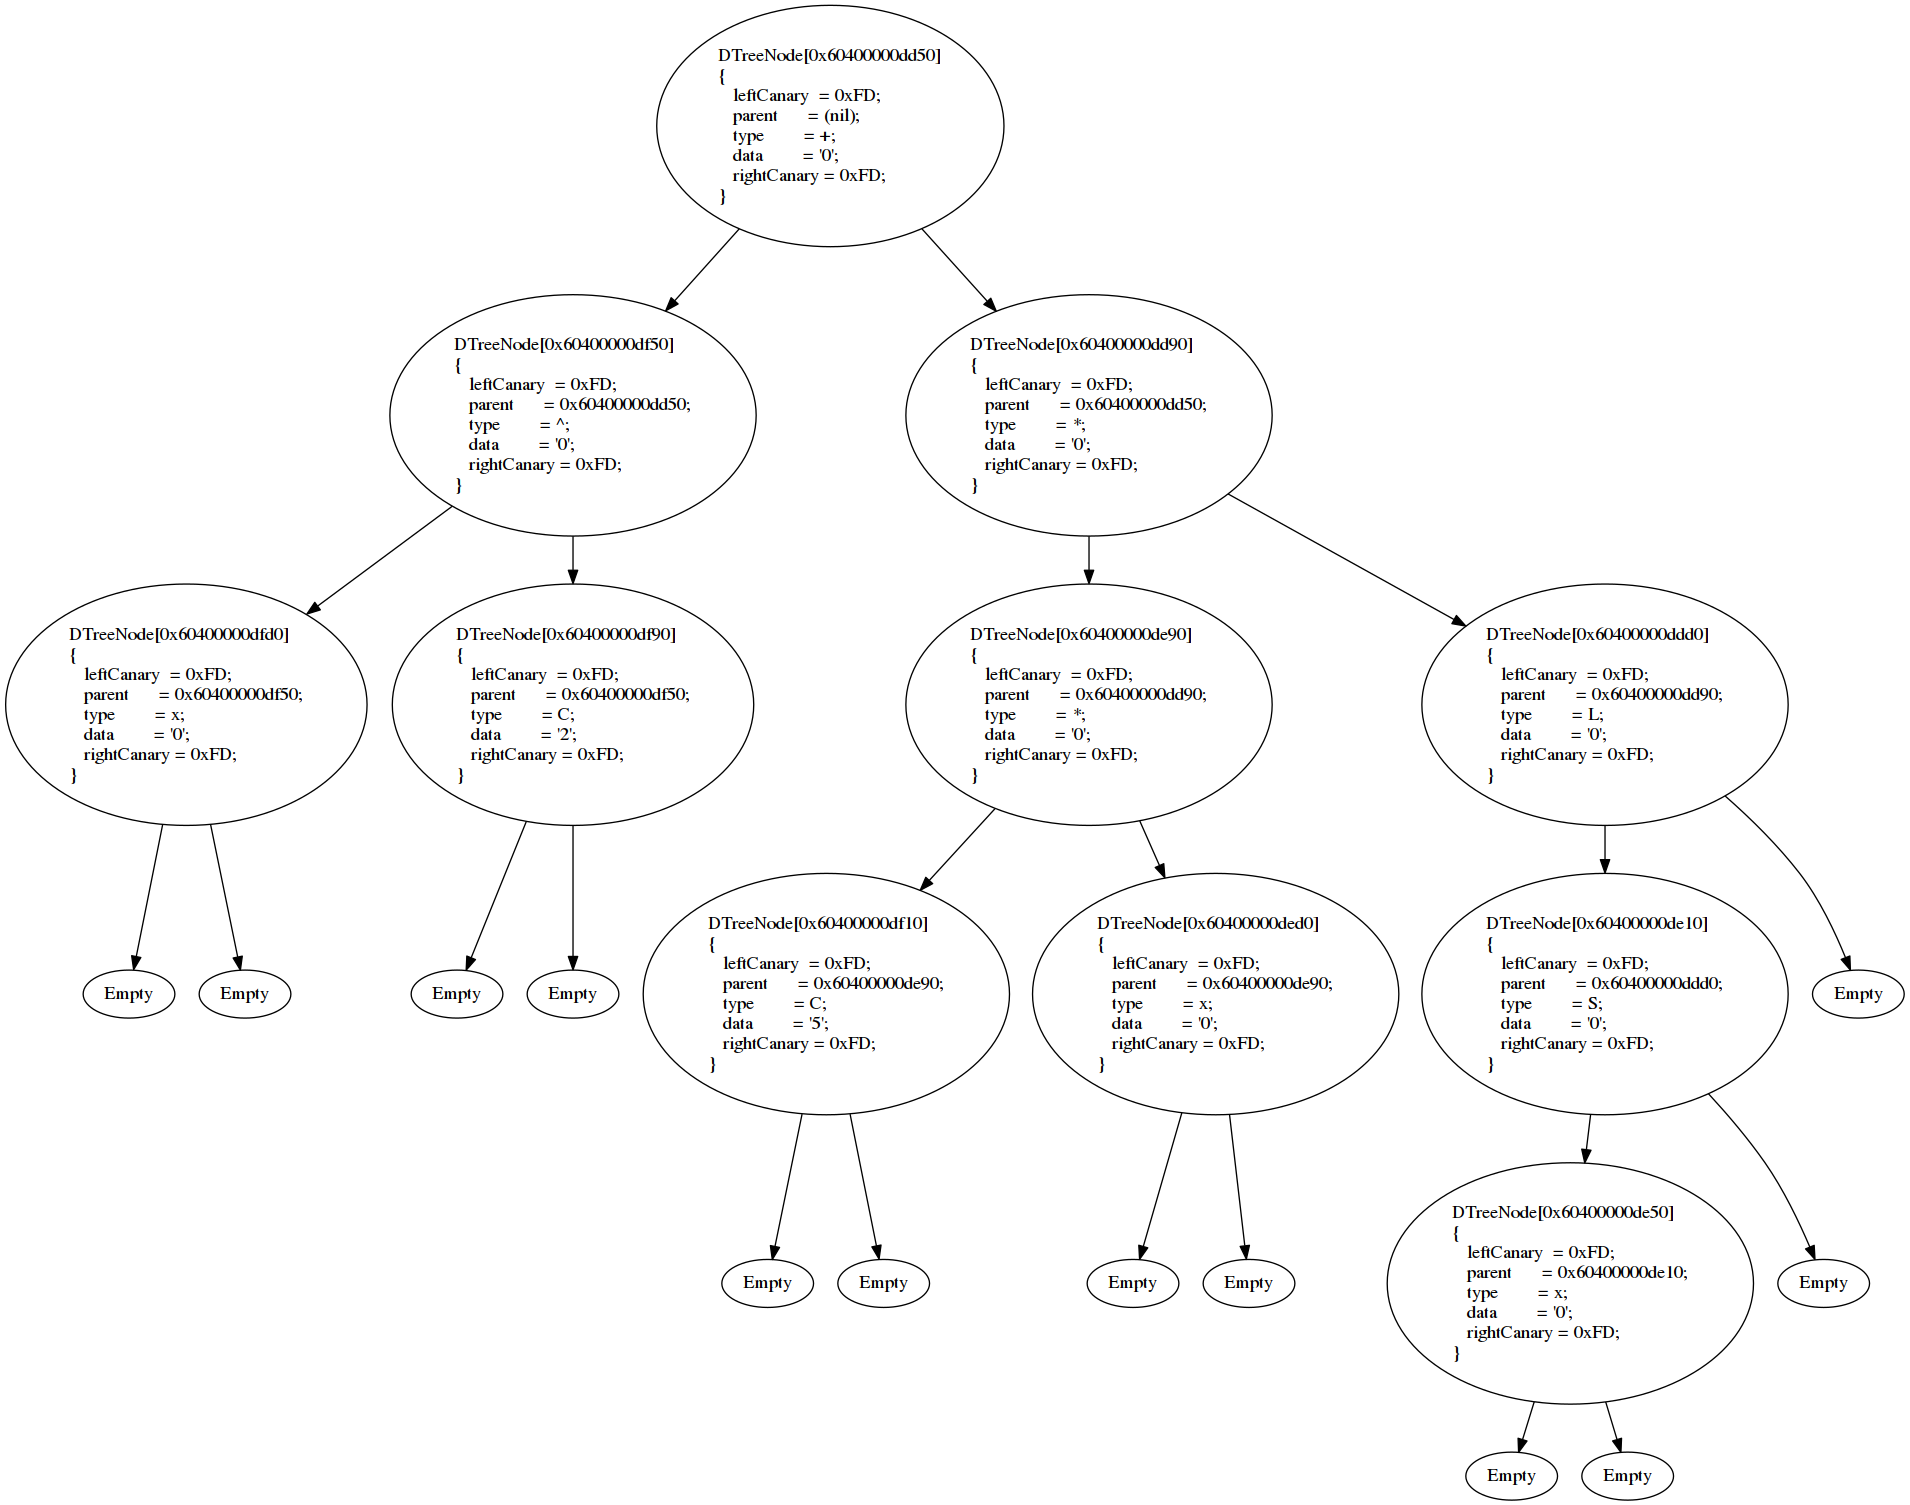 DTreeNode[0x60400000dd50]
{
leftCanary = 0xFD;
parent = (nil);
type = +;
data = '0';
rightCanary = 0xFD;
}
DTreeNode[0x60400000df50]
{
leftCanary = 0xFD;
parent = 0x60400000dd50;
type = ^;
data = '0';
rightCanary = 0xFD;
}
DTreeNode[0x60400000dd90]
{
leftCanary = 0xFD;
parent = 0x60400000dd50;
type = *;
data = '0';
rightCanary = 0xFD;
}
DTreeNode[0x60400000dfd0]
{
leftCanary = 0xFD;
parent = 0x60400000df50;
type = x;
data = '0';
rightCanary = 0xFD;
}
DTreeNode[0x60400000df90]
{
leftCanary = 0xFD;
parent = 0x60400000df50;
type = C;
data = '2';
rightCanary = 0xFD;
}
DTreeNode[0x60400000de90]
{
leftCanary = 0xFD;
parent = 0x60400000dd90;
type = *;
data = '0';
rightCanary = 0xFD;
}
DTreeNode[0x60400000ddd0]
{
leftCanary = 0xFD;
parent = 0x60400000dd90;
type = L;
data = '0';
rightCanary = 0xFD;
}
Empty
Empty
Empty
Empty
DTreeNode[0x60400000df10]
{
leftCanary = 0xFD;
parent = 0x60400000de90;
type = C;
data = '5';
rightCanary = 0xFD;
}
DTreeNode[0x60400000ded0]
{
leftCanary = 0xFD;
parent = 0x60400000de90;
type = x;
data = '0';
rightCanary = 0xFD;
}
DTreeNode[0x60400000de10]
{
leftCanary = 0xFD;
parent = 0x60400000ddd0;
type = S;
data = '0';
rightCanary = 0xFD;
}
Empty
Empty
Empty
Empty
Empty
DTreeNode[0x60400000de50]
{
leftCanary = 0xFD;
parent = 0x60400000de10;
type = x;
data = '0';
rightCanary = 0xFD;
}
Empty
Empty
Empty